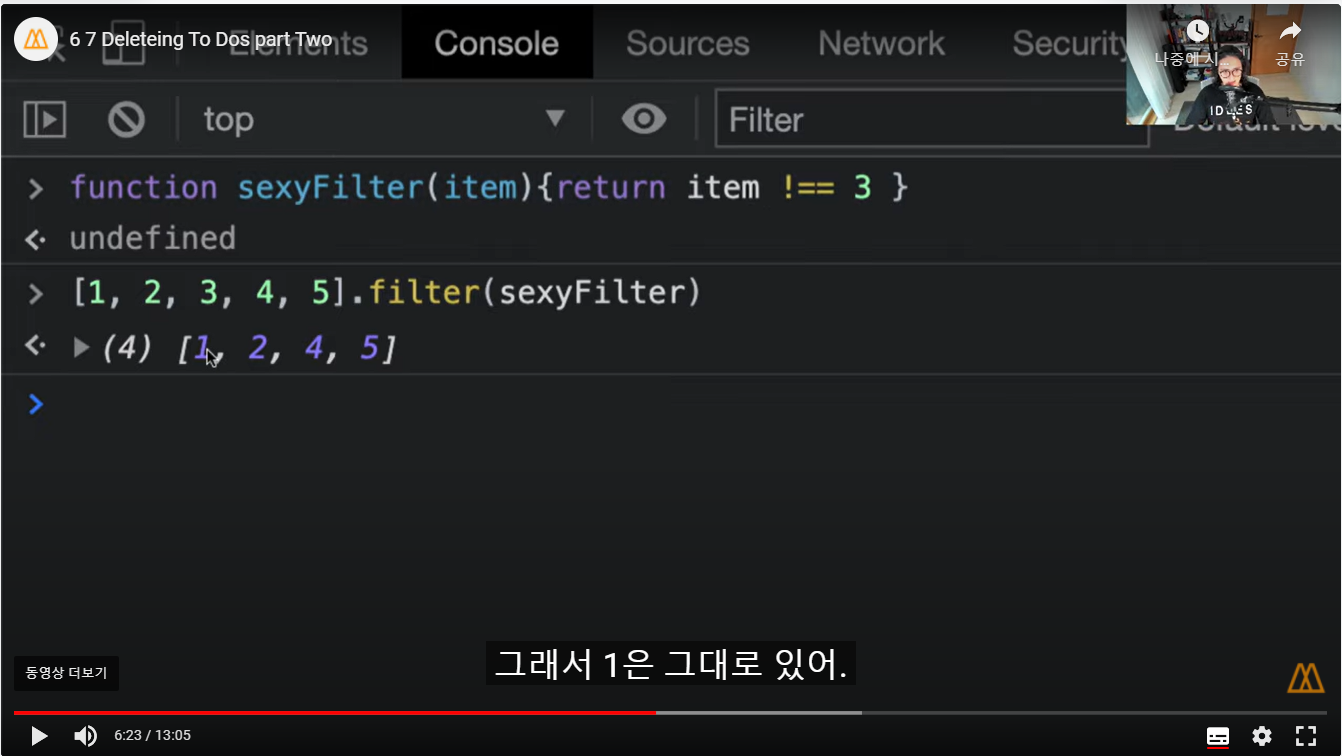 6 7 Deleteing To Dos part Two
Elements Console Sources Network Security
나중에 시... 공유
IDLES
top Filter Default leve
function sexyFilter(item){return item !== 3 }
undefined
[1, 2, 3, 4, 5].filter(sexyFilter)
(4) [1, 2, 4, 5]
그래서 1은 그대로 있어.
동영상 더보기
6:23 / 13:05